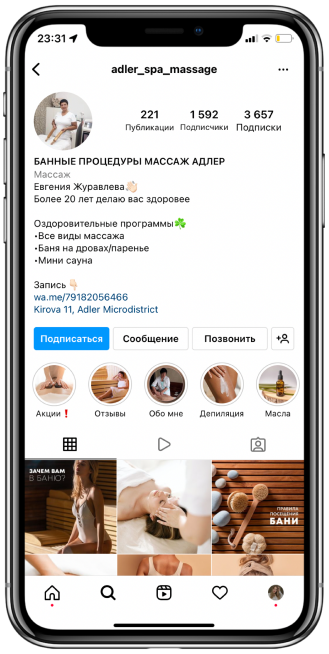 23:31
adler_spa_massage
221
1 592
3 657
Публикации
Подписчики
Подписки
БАННЫЕ ПРОЦЕДУРЫ МАССАЖ АДЛЕР
Массаж
Евгения Журавлева👏🏻
Более 20 лет делаю вас здоровее
Оздоровительные программы☘️
•Все виды массажа
•Баня на дровах/паренье
•Мини сауна
Запись👇🏻
wa.me/79182056466
Kirova 11, Adler Microdistrict
Подписаться
Сообщение
Позвонить
Акции❗
Отзывы
Обо мне
Депиляция
Масла
ЗАЧЕМ ВАМ
В БАНЮ?
ПРАВИЛА
ПОСЕЩЕНИЯ
БАНИ